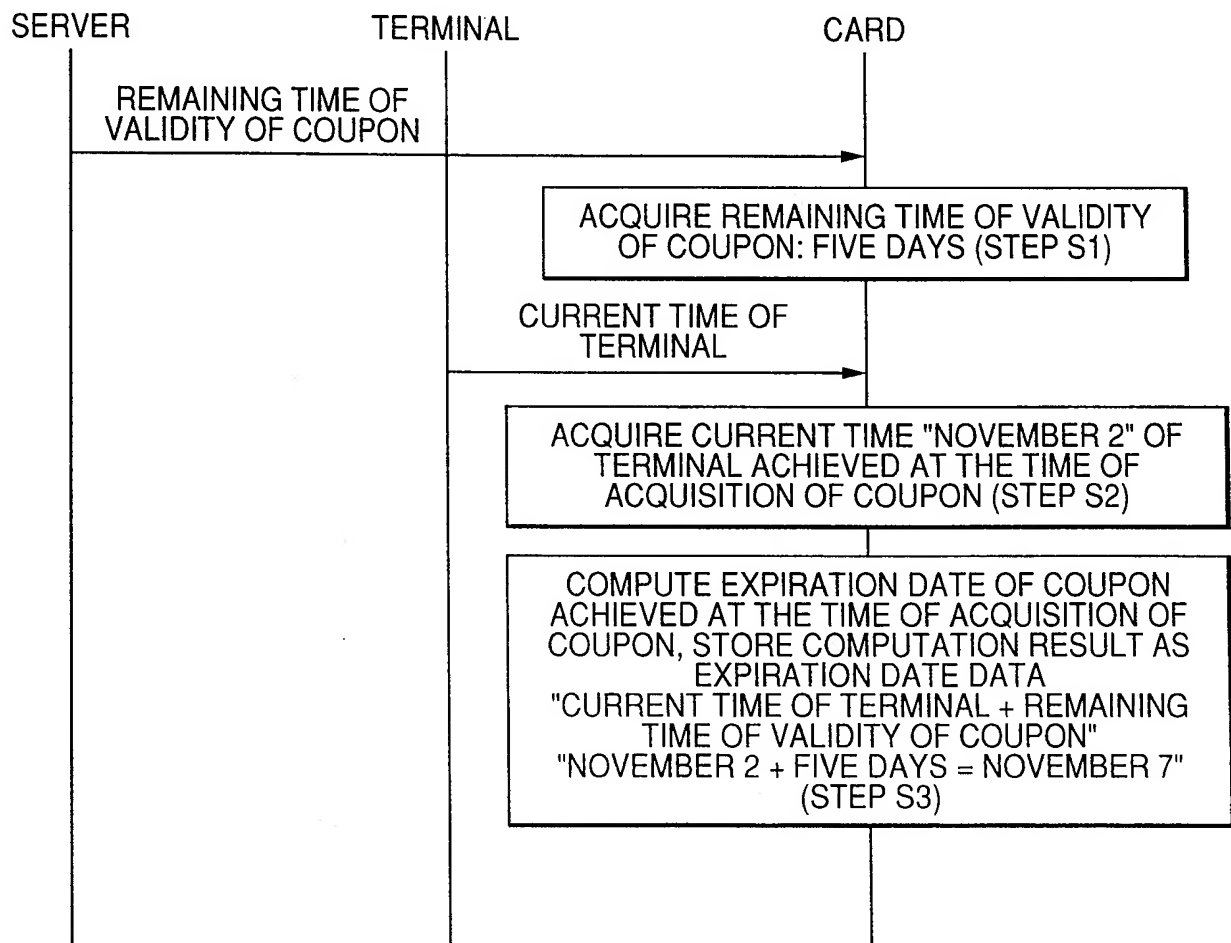 SERVER
TERMINAL
CARD
REMAINING TIME OF
VALIDITY OF COUPON
ACQUIRE REMAINING TIME OF VALIDITY
OF COUPON: FIVE DAYS (STEP S1)
CURRENT TIME OF
TERMINAL
ACQUIRE CURRENT TIME "NOVEMBER 2" OF
TERMINAL ACHIEVED AT THE TIME OF
ACQUISITION OF COUPON (STEP S2)
COMPUTE EXPIRATION DATE OF COUPON
ACHIEVED AT THE TIME OF ACQUISITION OF
COUPON, STORE COMPUTATION RESULT AS
EXPIRATION DATE DATA
"CURRENT TIME OF TERMINAL + REMAINING
TIME OF VALIDITY OF COUPON"
"NOVEMBER 2 + FIVE DAYS = NOVEMBER 7"
(STEP S3)